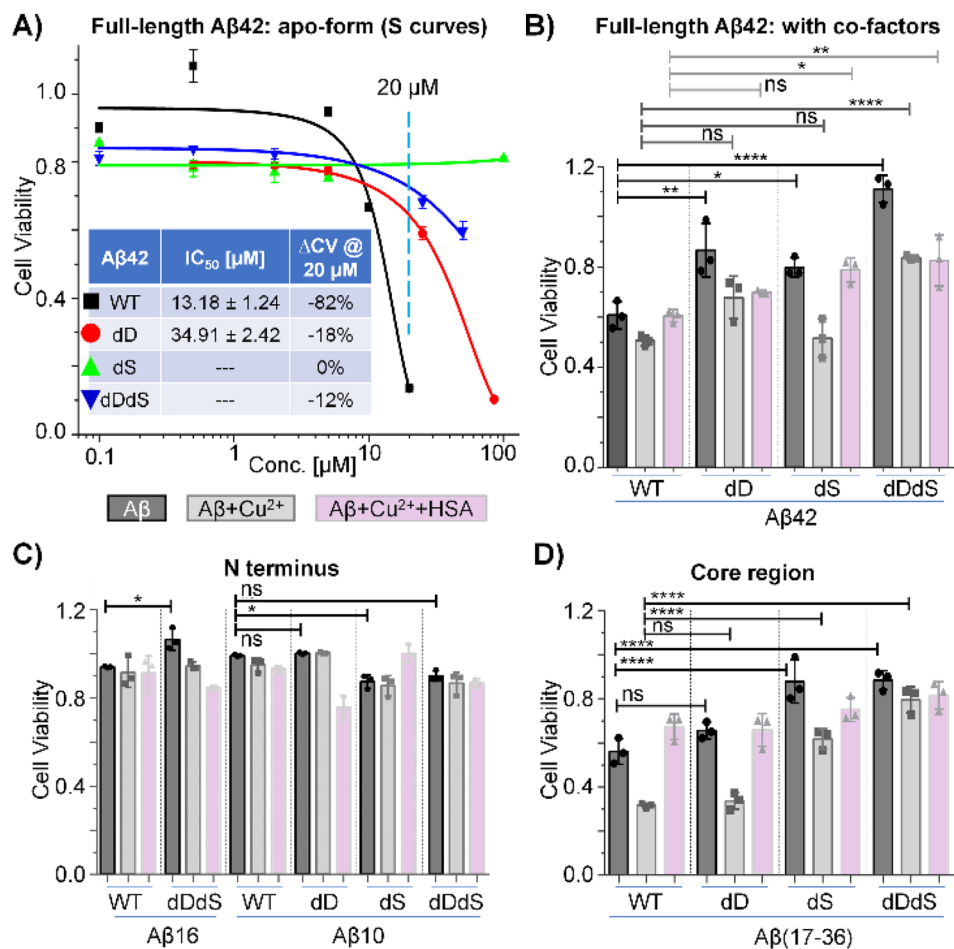 A) Full-length Aβ42: apo-form (S curves)
Cell Viability
1.0
0.8
0.4
0.0
20 µM
Aβ42 IC50 [µM] ΔCV @ 20 µM
WT 13.18 ± 1.24 -82%
dD 34.91 ± 2.42 -18%
dS --- 0%
dDdS --- -12%
0.1 1 10 100
Conc. [µM]
Aβ Aβ+Cu²⁺ Aβ+Cu²⁺+HSA
B) Full-length Aβ42: with co-factors
**
*
ns
****
ns
ns
****
*
**
Cell Viability
1.2
0.8
0.4
0.0
WT dD dS dDdS
Aβ42
C) N terminus
ns
* *
ns
Cell Viability
1.2
0.8
0.4
0.0
WT dDdS WT dD dS dDdS
Aβ16 Aβ10
D) Core region
****
****
ns
****
****
ns
Cell Viability
1.2
0.8
0.4
0.0
WT dD dS dDdS
Aβ(17-36)